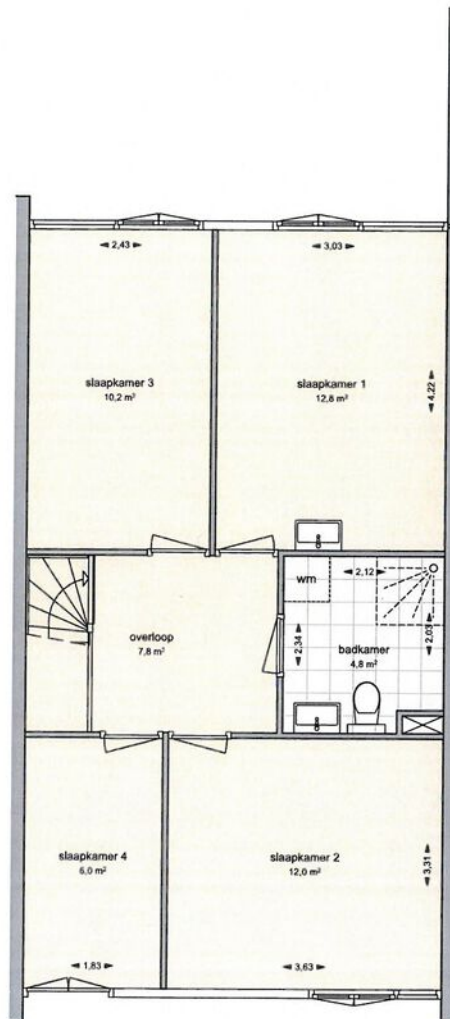 2,43
3,03
slaapkamer 3
10,2 m²
slaapkamer 1
12,8 m²
4,22
wm
2,12
overloop
7,8 m²
2,34
badkamer
4,8 m²
2,03
slaapkamer 4
6,0 m²
slaapkamer 2
12,0 m²
3,31
1,83
3,63